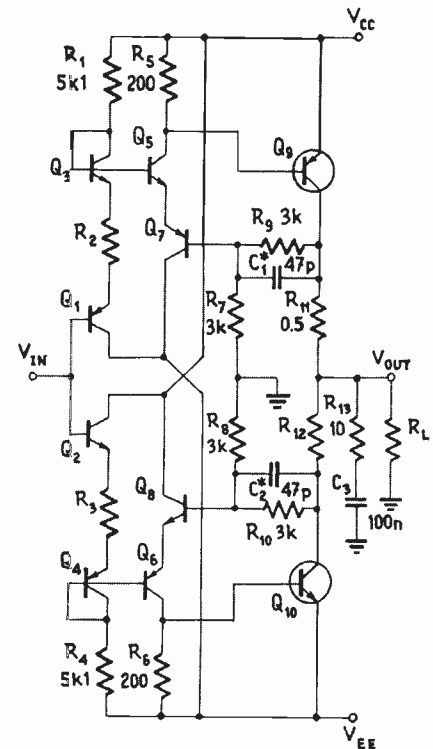 V_CC
R_1
5k1
R_5
200
Q_3
Q_5
Q_9
R_2
Q_7
R_9 3k
C_1* 47p
Q_1
R_7
3k
R_11
0.5
V_IN
V_OUT
Q_2
R_8
3k
R_12
R_13
10
R_L
R_3
Q_8
C_2* 47p
C_3
100n
Q_4
Q_6
R_10 3k
R_4
5k1
R_6
200
Q_10
V_EE